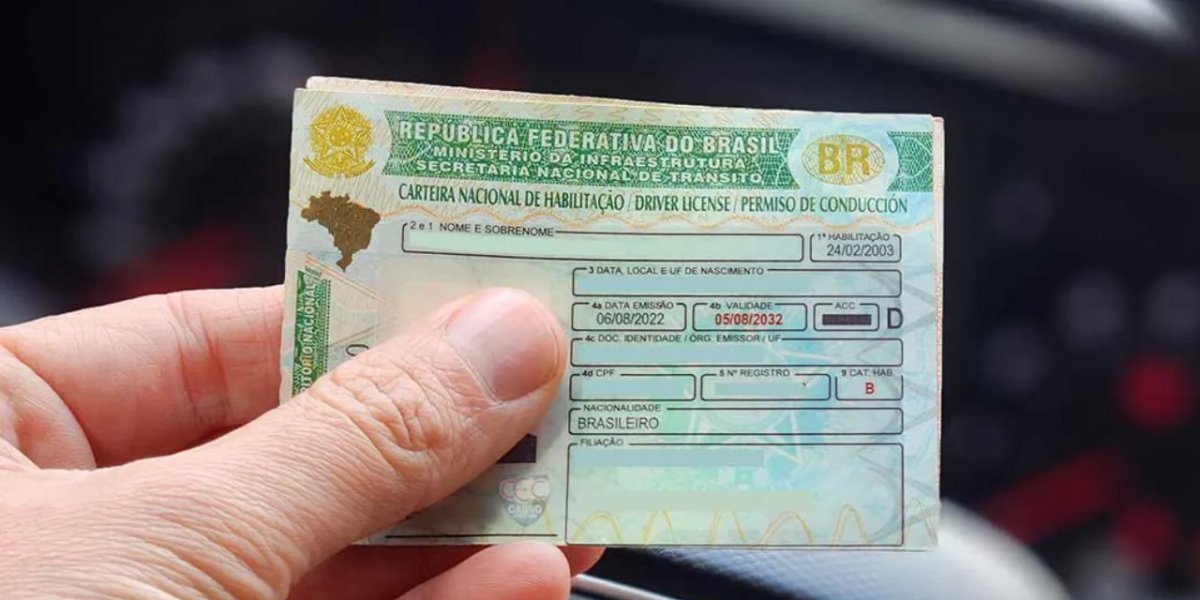 REPÚBLICA FEDERATIVA DO BRASIL
MINISTÉRIO DA INFRAESTRUTURA
SECRETARIA NACIONAL DE TRÂNSITO
BR
CARTEIRA NACIONAL DE HABILITAÇÃO / DRIVER LICENSE / PERMISO DE CONDUCCIÓN
2 e 1 NOME E SOBRENOME
1ª HABILITAÇÃO
24/02/2003
3 DATA, LOCAL E UF DE NASCIMENTO
4a DATA EMISSÃO
06/08/2022
4b VALIDADE
05/08/2032
ACC
D
4c DOC. IDENTIDADE / ÓRG. EMISSOR / UF
4d CPF
5 Nº REGISTRO
9 CAT. HAB.
B
NACIONALIDADE
BRASILEIRO
FILIAÇÃO
NACIONAL
CARRO